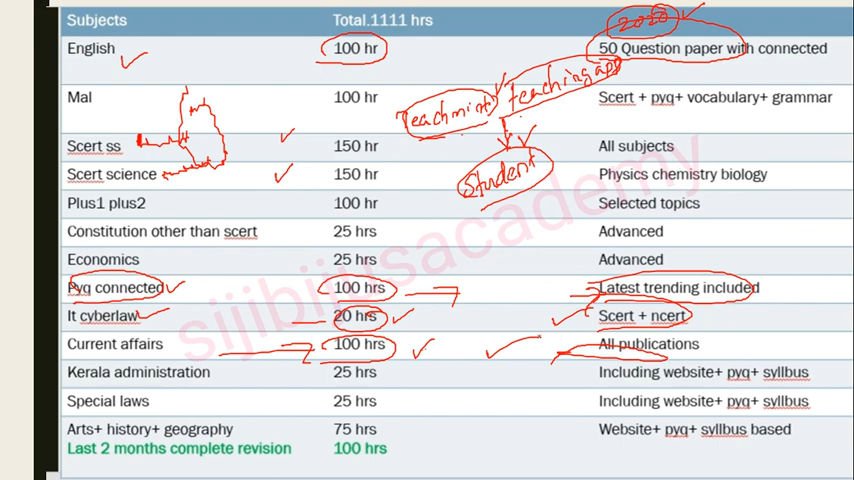 Subjects Total.1111 hrs 2020
English 100 hr 50 Question paper with connected
Teachmint teaching app
Mal 100 hr Scert + pyq+ vocabulary+ grammar
Scert ss 150 hr All subjects
Scert science 150 hr Physics chemistry biology
Student
Plus1 plus2 100 hr Selected topics
Constitution other than scert 25 hrs Advanced
Economics 25 hrs Advanced
Pyq connected 100 hrs Latest trending included
It cyberlaw 20 hrs Scert + ncert
Current affairs 100 hrs All publications
Kerala administration 25 hrs Including website+ pyq+ syllbus
Special laws 25 hrs Including website+ pyq+ syllbus
Arts+ history+ geography 75 hrs Website+ pyq+ syllbus based
Last 2 months complete revision 100 hrs
sijibijusacademy